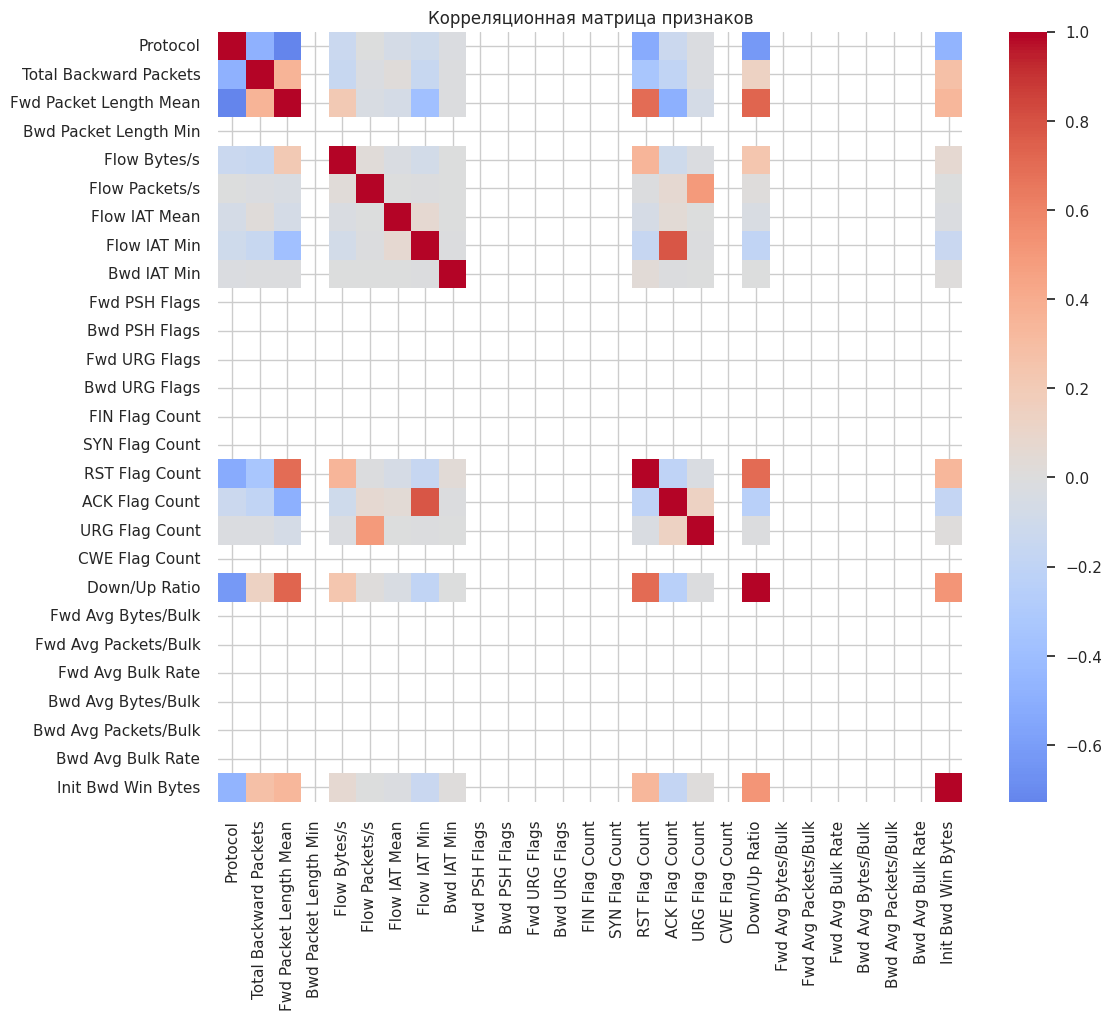 Корреляционная матрица признаков
Protocol
Total Backward Packets
Fwd Packet Length Mean
Bwd Packet Length Min
Flow Bytes/s
Flow Packets/s
Flow IAT Mean
Flow IAT Min
Bwd IAT Min
Fwd PSH Flags
Bwd PSH Flags
Fwd URG Flags
Bwd URG Flags
FIN Flag Count
SYN Flag Count
RST Flag Count
ACK Flag Count
URG Flag Count
CWE Flag Count
Down/Up Ratio
Fwd Avg Bytes/Bulk
Fwd Avg Packets/Bulk
Fwd Avg Bulk Rate
Bwd Avg Bytes/Bulk
Bwd Avg Packets/Bulk
Bwd Avg Bulk Rate
Init Bwd Win Bytes
Protocol
Total Backward Packets
Fwd Packet Length Mean
Bwd Packet Length Min
Flow Bytes/s
Flow Packets/s
Flow IAT Mean
Flow IAT Min
Bwd IAT Min
Fwd PSH Flags
Bwd PSH Flags
Fwd URG Flags
Bwd URG Flags
FIN Flag Count
SYN Flag Count
RST Flag Count
ACK Flag Count
URG Flag Count
CWE Flag Count
Down/Up Ratio
Fwd Avg Bytes/Bulk
Fwd Avg Packets/Bulk
Fwd Avg Bulk Rate
Bwd Avg Bytes/Bulk
Bwd Avg Packets/Bulk
Bwd Avg Bulk Rate
Init Bwd Win Bytes
1.0
0.8
0.6
0.4
0.2
0.0
−0.2
−0.4
−0.6